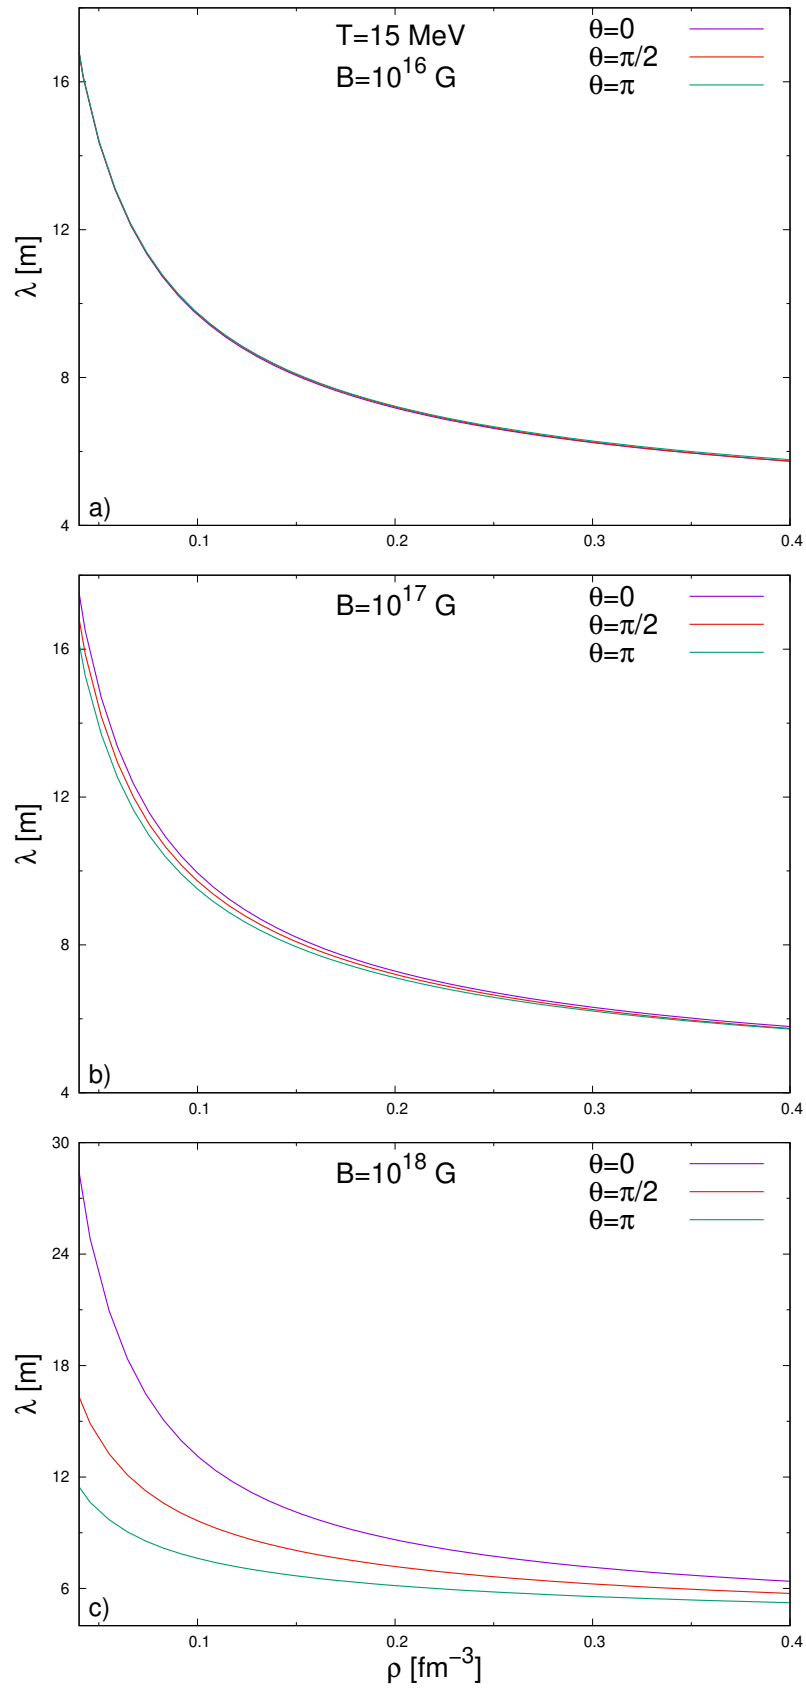 T=15 MeV
B=10^16 G
θ=0
θ=π/2
θ=π
16
12
8
4
λ [m]
a)
0.1
0.2
0.3
0.4
B=10^17 G
θ=0
θ=π/2
θ=π
16
12
8
4
λ [m]
b)
0.1
0.2
0.3
0.4
B=10^18 G
θ=0
θ=π/2
θ=π
30
24
18
12
6
λ [m]
c)
0.1
0.2
0.3
0.4
ρ [fm^−3]